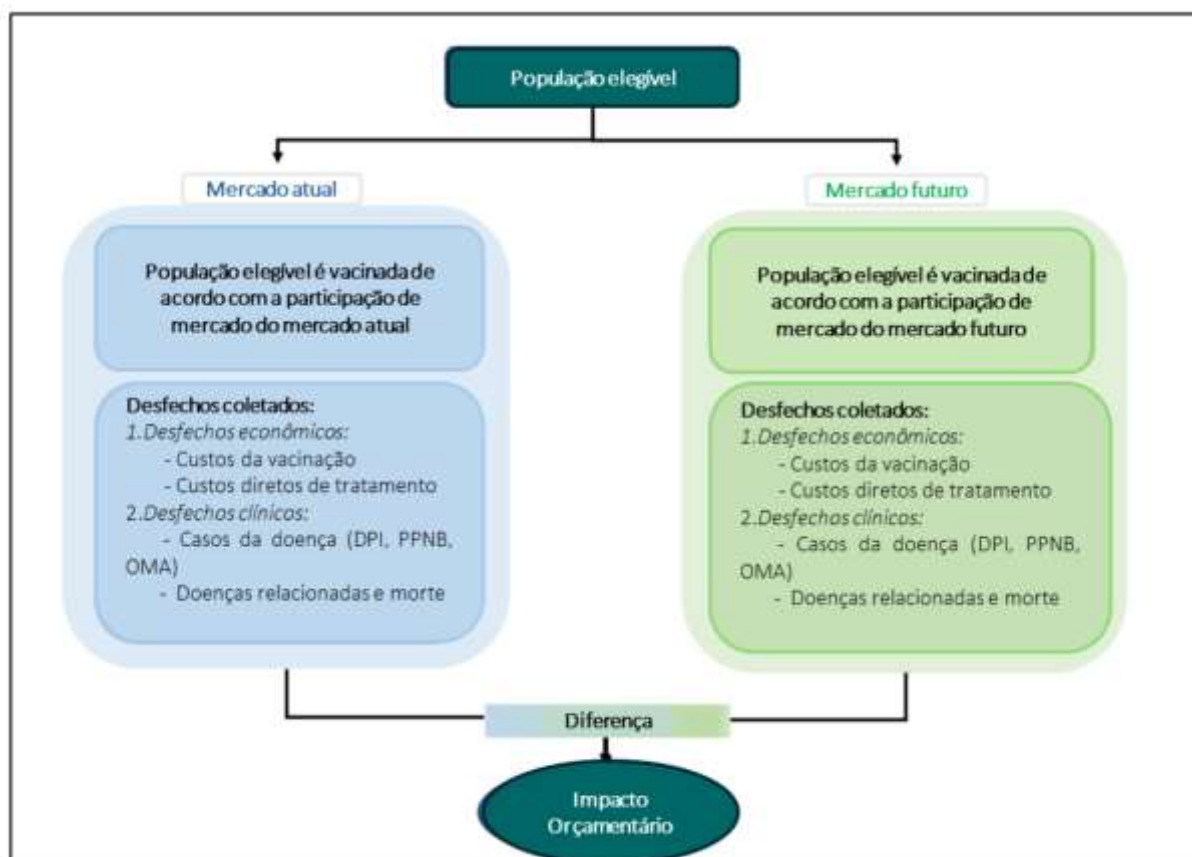 População elegível
Mercado atual
População elegível é vacinada de
acordo com a participação de
mercado do mercado atual
Desfechos coletados:
1.Desfechos econômicos:
- Custos da vacinação
- Custos diretos de tratamento
2.Desfechos clínicos:
- Casos da doença (DPI, PPNB,
OMA)
- Doenças relacionadas e morte
Mercado futuro
População elegível é vacinada de
acordo com a participação de
mercado do mercado futuro
Desfechos coletados:
1.Desfechos econômicos:
- Custos da vacinação
- Custos diretos de tratamento
2.Desfechos clínicos:
- Casos da doença (DPI, PPNB,
OMA)
- Doenças relacionadas e morte
Diferença
Impacto
Orçamentário